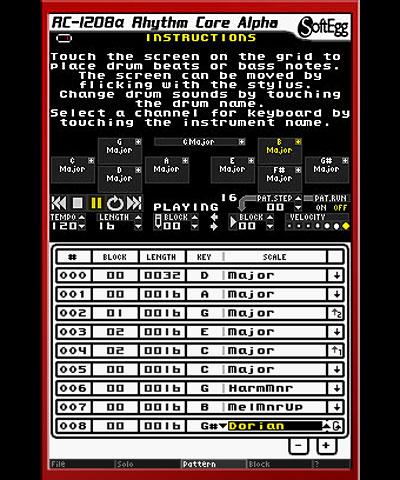 RC-1208α Rhythm Core Alpha SoftEgg
INSTRUCTIONS
Touch the screen on the grid to
place drum beats or bass notes.
The screen can be moved by
flicking with the stylus.
Change drum sounds by touching
the drum name.
Select a channel for keyboard by
touching the instrument name.
G Major C Major B Major
C Major D Major A Major E Major F# Major G# Major
PLAYING 16 PAT.STEP 00 PAT.RUN ON OFF
TEMPO 120 LENGTH 16 BLOCK 00 BLOCK 00 VELOCITY
## BLOCK LENGTH KEY SCALE
000 00 0032 D Major ↓
001 00 0016 A Major ↓
002 01 0016 G Major ↑2
003 02 0016 E Major ↓
004 02 0016 C Major ↑1
005 00 0016 C Major ↓
006 00 0016 G HarmMnr ↓
007 00 0016 B MelMnrUp ↓
008 00 0016 G# Dorian
- +
File Solo Pattern Block ?